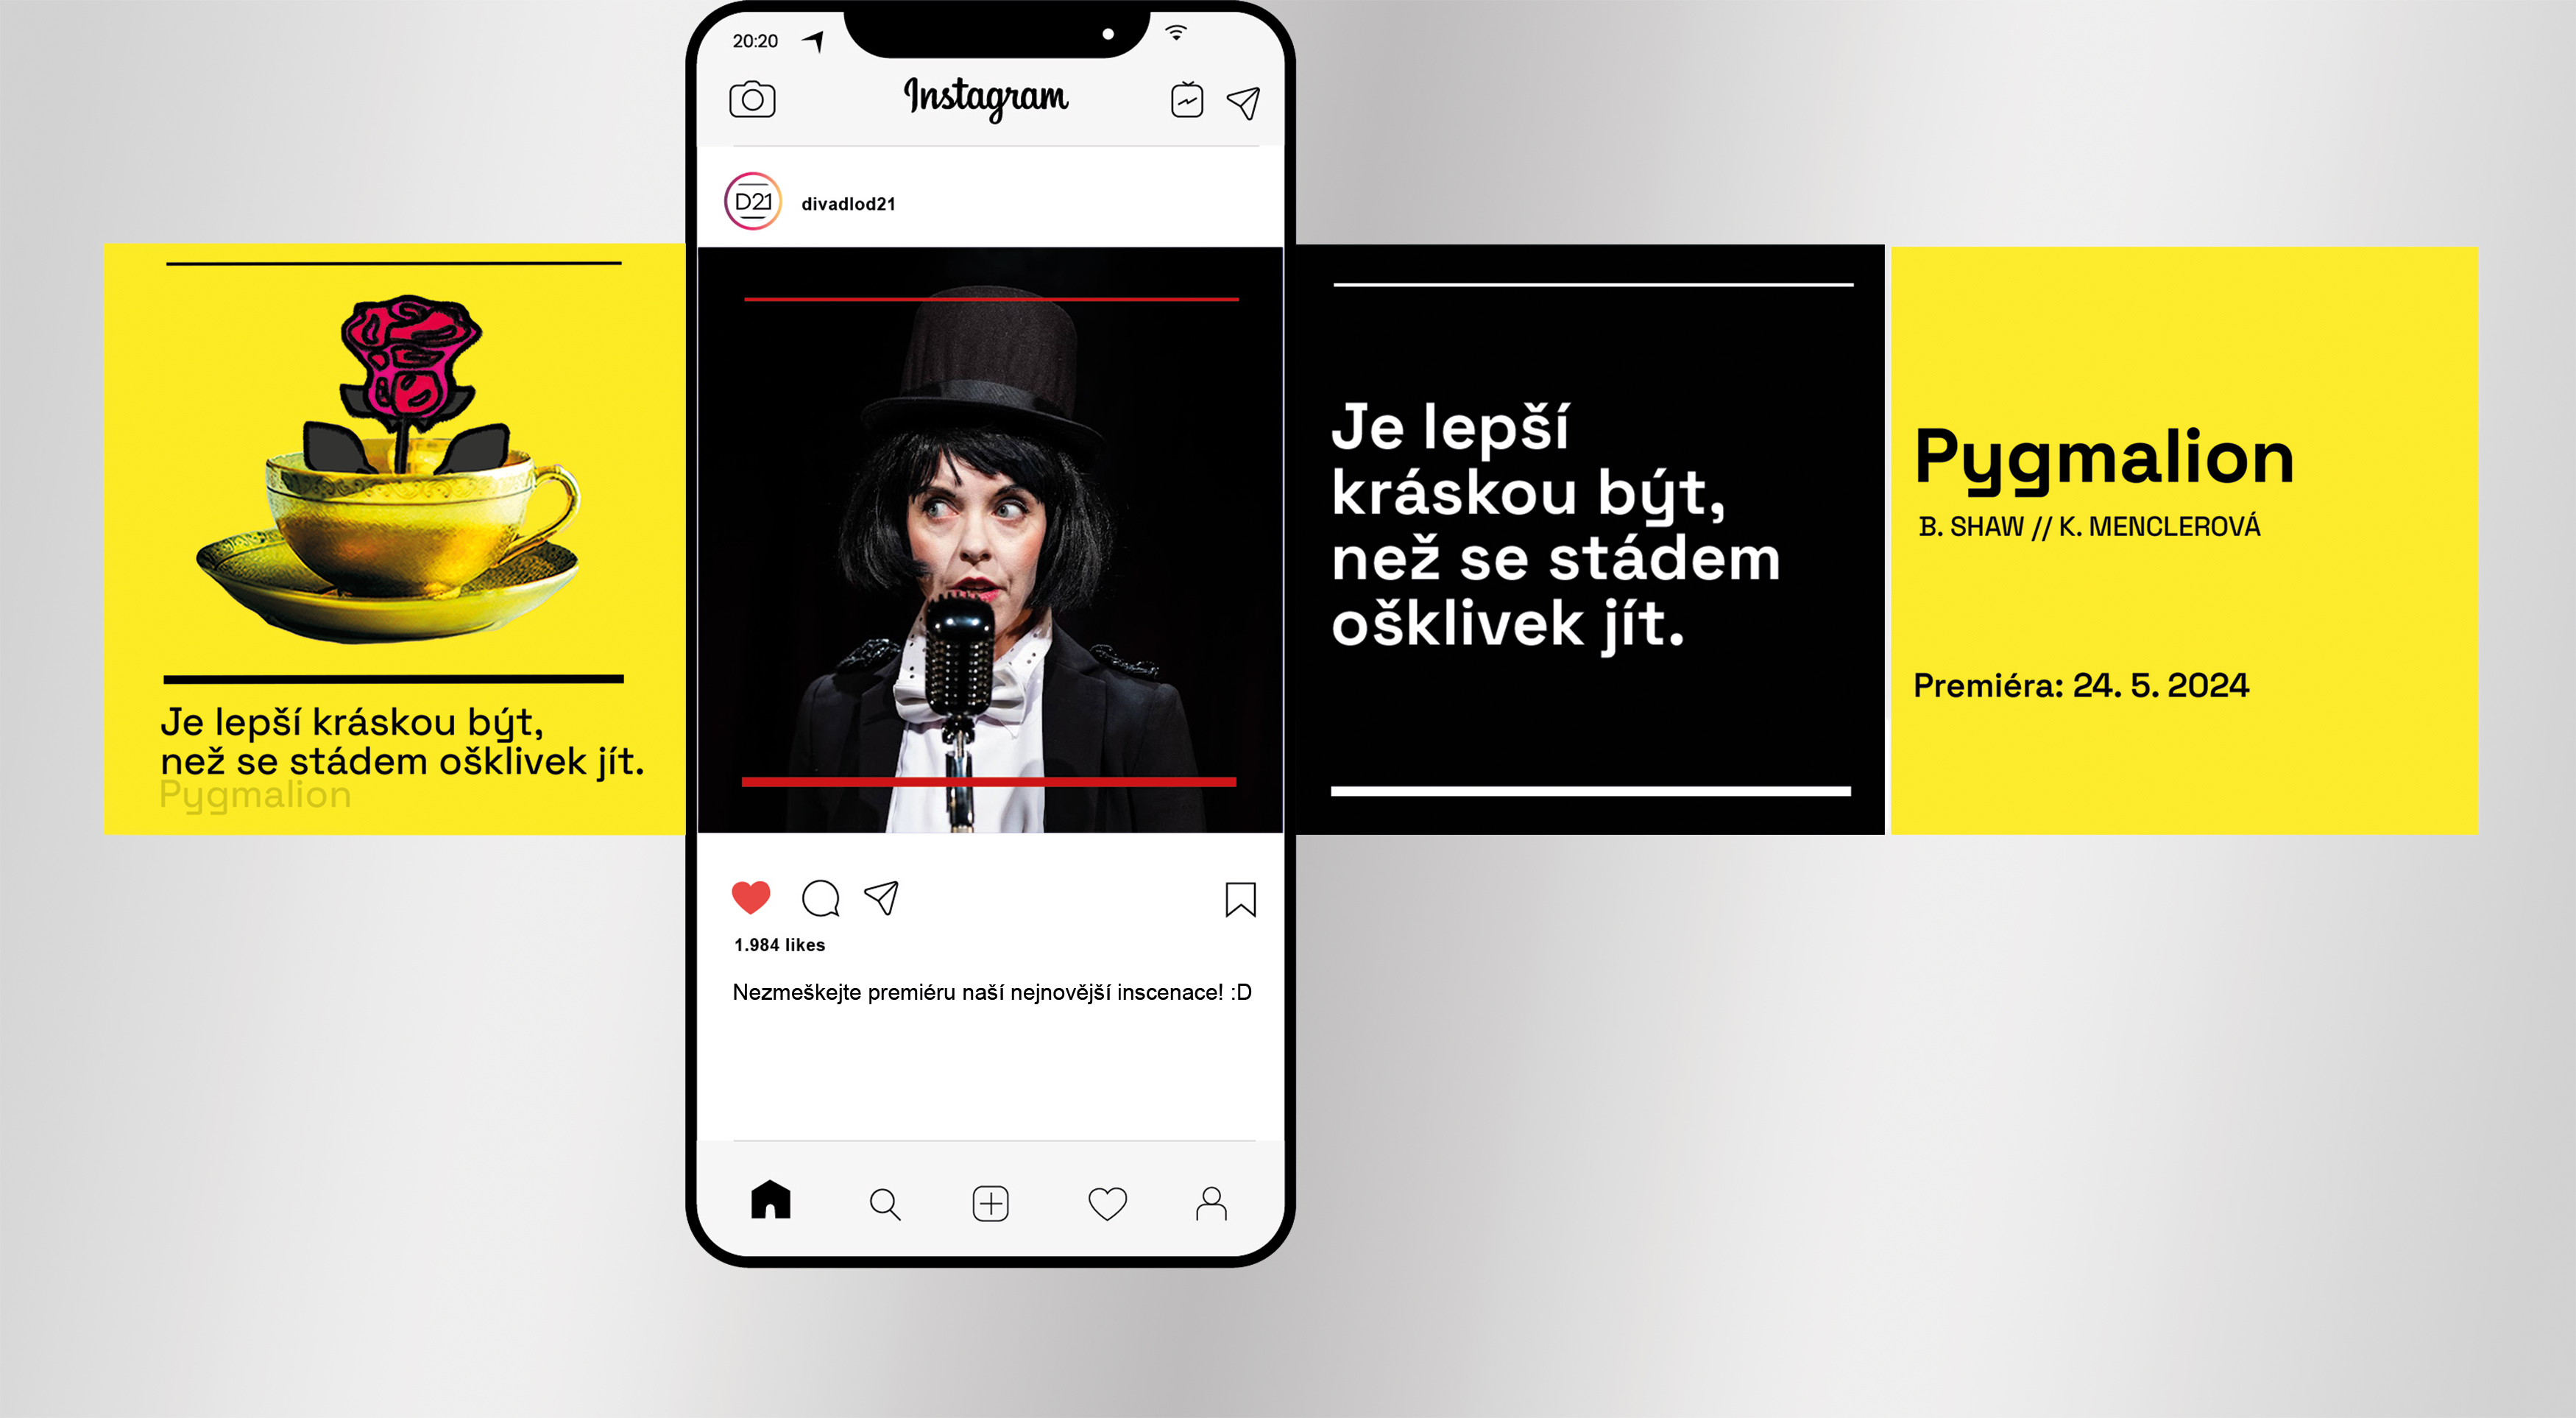 20:20
Instagram
D21
divadlod21
Je lepší kráskou být,
než se stádem ošklivek jít.
Pygmalion
Je lepší
kráskou být,
než se stádem
ošklivek jít.
Pygmalion
B. SHAW // K. MENCLEROVÁ
Premiéra: 24. 5. 2024
1.984 likes
Nezmeškejte premiéru naší nejnovější inscenace! :D